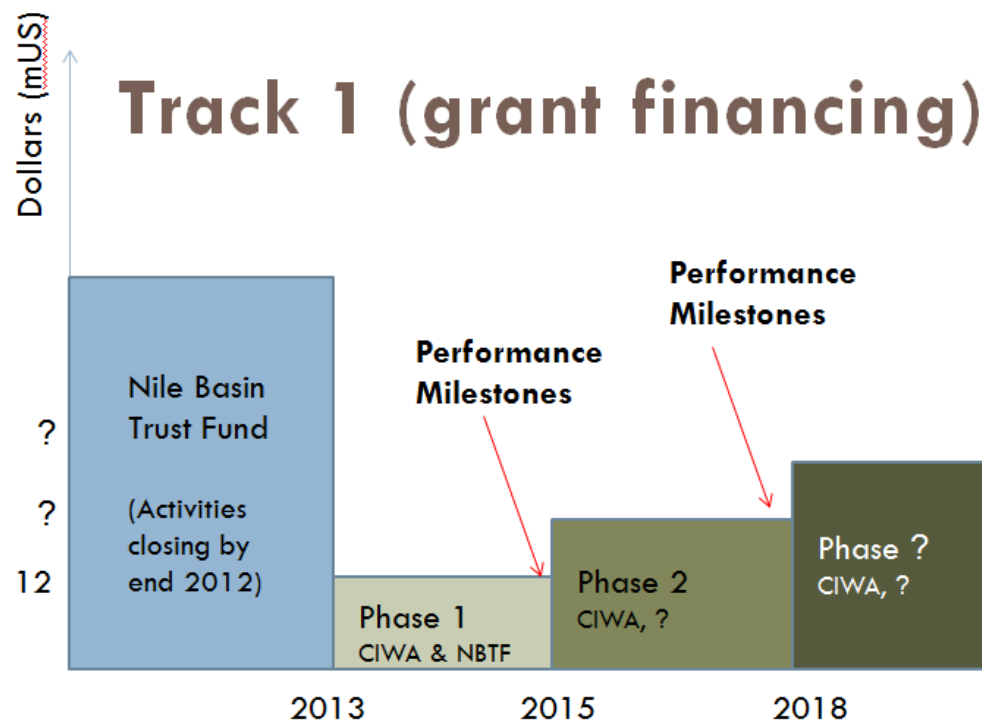 Dollars (mUS)
Track 1 (grant financing)
Performance
Milestones
Performance
Milestones
Nile Basin
Trust Fund
(Activities
closing by
end 2012)
?
?
12
Phase 1
CIWA & NBTF
Phase 2
CIWA, ?
Phase ?
CIWA, ?
2013
2015
2018